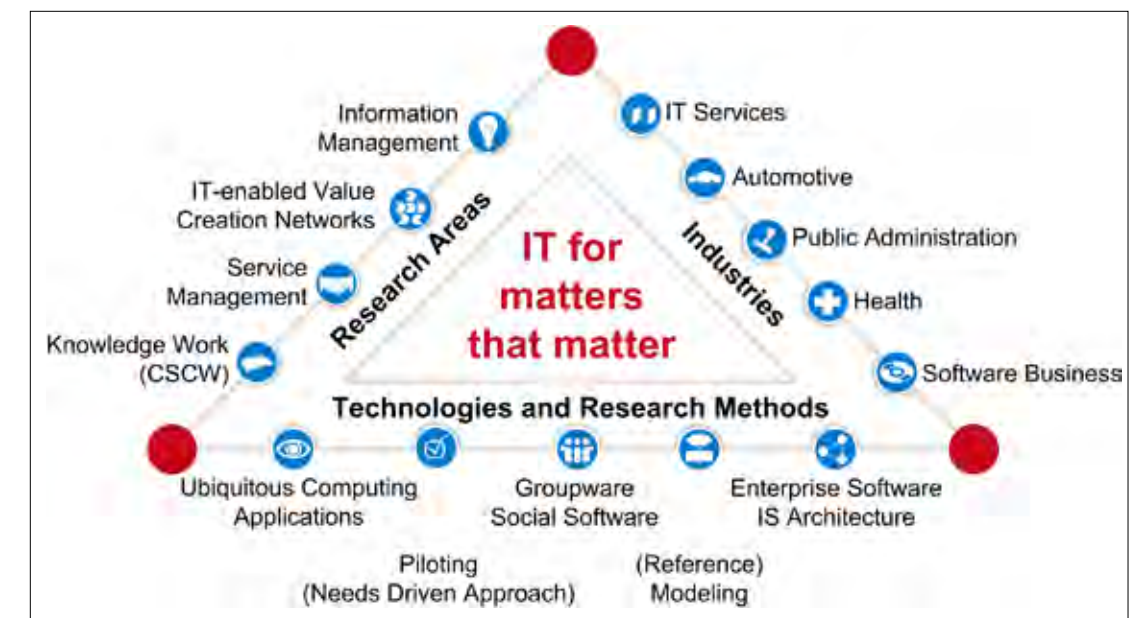 Information
Management
IT-enabled Value
Creation Networks
Service
Management
Knowledge Work
(CSCW)
Research Areas
IT for
matters
that matter
Industries
IT Services
Automotive
Public Administration
Health
Software Business
Technologies and Research Methods
Ubiquitous Computing
Applications
Piloting
(Needs Driven Approach)
Groupware
Social Software
(Reference)
Modeling
Enterprise Software
IS Architecture